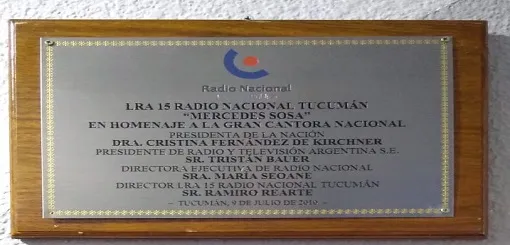 Radio Nacional
LRA 15 RADIO NACIONAL TUCUMÁN
"MERCEDES SOSA"
EN HOMENAJE A LA GRAN CANTORA NACIONAL
PRESIDENTA DE LA NACIÓN
DRA. CRISTINA FERNÁNDEZ DE KIRCHNER
PRESIDENTE DE RADIO Y TELEVISIÓN ARGENTINA S.E.
SR. TRISTÁN BAUER
DIRECTORA EJECUTIVA DE RADIO NACIONAL
SRA. MARÍA SEOANE
DIRECTOR LRA 15 RADIO NACIONAL TUCUMÁN
SR. RAMIRO REARTE
– TUCUMÁN, 9 DE JULIO DE 2010 –